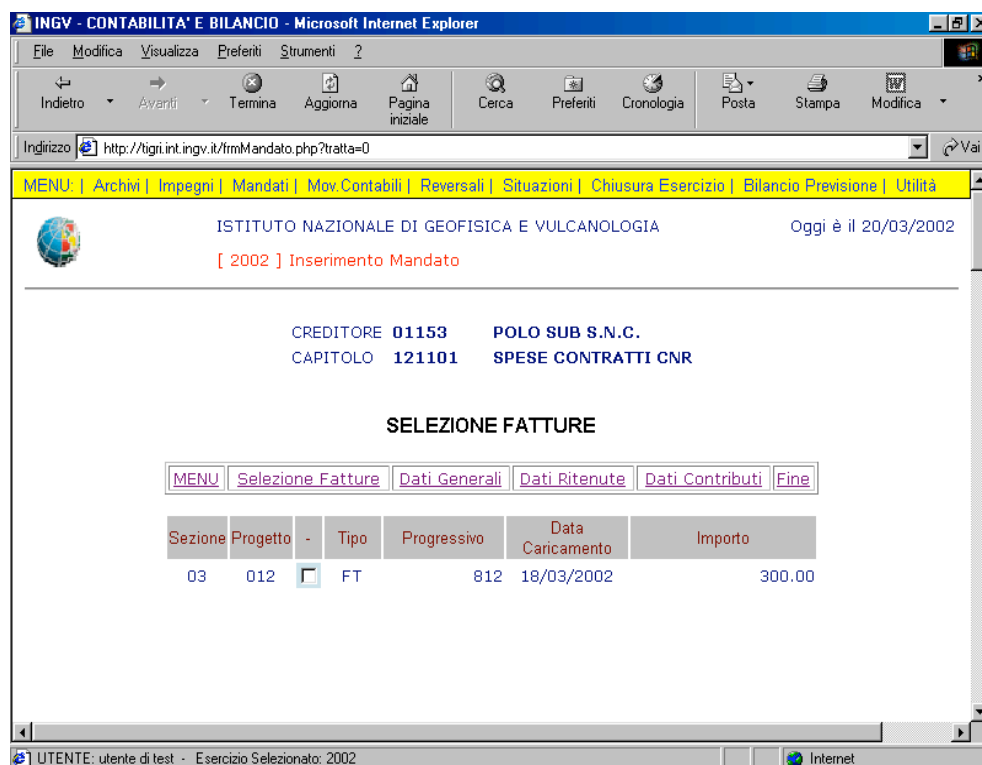 INGV - CONTABILITA' E BILANCIO - Microsoft Internet Explorer
File Modifica Visualizza Preferiti Strumenti ?
Indietro Avanti Termina Aggiorna Pagina iniziale Cerca Preferiti Cronologia Posta Stampa Modifica
Indirizzo http://tigri.int.ingv.it/frmMandato.php?tratta=0 Vai
MENU: | Archivi | Impegni | Mandati | Mov.Contabili | Reversali | Situazioni | Chiusura Esercizio | Bilancio Previsione | Utilità
ISTITUTO NAZIONALE DI GEOFISICA E VULCANOLOGIA Oggi è il 20/03/2002
[ 2002 ] Inserimento Mandato
CREDITORE 01153 POLO SUB S.N.C.
CAPITOLO 121101 SPESE CONTRATTI CNR
SELEZIONE FATTURE
MENU Selezione Fatture Dati Generali Dati Ritenute Dati Contributi Fine
Sezione Progetto - Tipo Progressivo Data Caricamento Importo
03 012 FT 812 18/03/2002 300.00
UTENTE: utente di test - Esercizio Selezionato: 2002 Internet